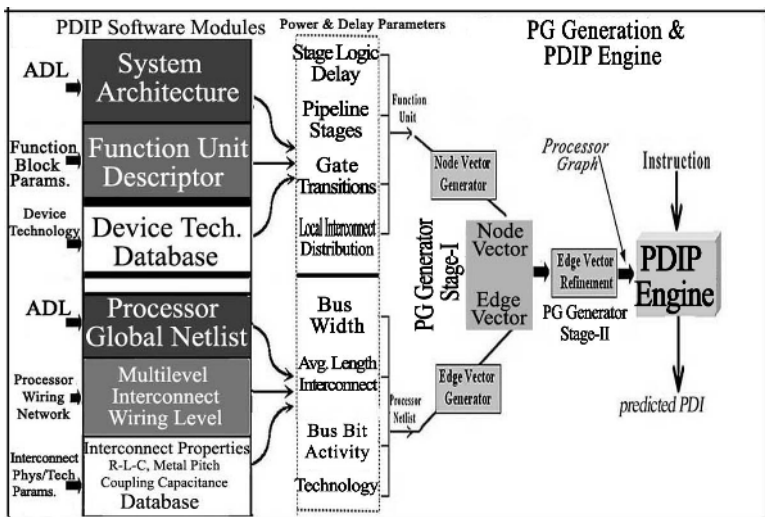 PDIP Software Modules
Power & Delay Parameters
PG Generation &
PDIP Engine
ADL
System
Architecture
Function
Block
Params.
Function Unit
Descriptor
Device
Technology
Device Tech.
Database
ADL
Processor
Global Netlist
Processor
Wiring
Network
Multilevel
Interconnect
Wiring Level
Interconnect
Phys/Tech
Params.
Interconnect Properties
R-L-C, Metal Pitch
Coupling Capacitance
Database
Stage Logic
Delay
Pipeline
Stages
Gate
Transitions
Local Interconnect
Distribution
Bus
Width
Avg. Length
Interconnect
Bus Bit
Activity
Technology
Function
Unit
Processor
Netlist
Node Vector
Generator
PG Generator
Stage-I
Node
Vector
Edge
Vector
Edge Vector
Generator
Edge Vector
Refinement
PG Generator
Stage-II
Processor
Graph
Instruction
PDIP
Engine
predicted PDI